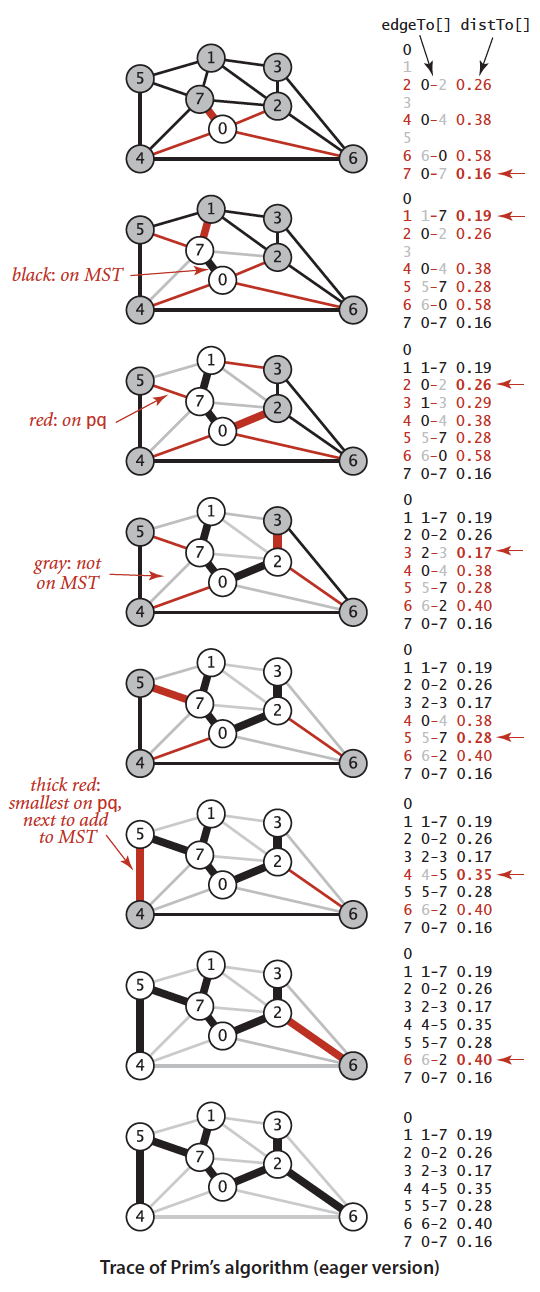 edgeTo[] distTo[]
1
3
5
7
2
0
4
6
0
1
2 0-2 0.26
3
4 0-4 0.38
5
6 6-0 0.58
7 0-7 0.16
1
3
5
7
2
0
4
6
black: on MST
0
1 1-7 0.19
2 0-2 0.26
3
4 0-4 0.38
5 5-7 0.28
6 6-0 0.58
7 0-7 0.16
1
3
5
7
2
0
4
6
red: on pq
0
1 1-7 0.19
2 0-2 0.26
3 1-3 0.29
4 0-4 0.38
5 5-7 0.28
6 6-0 0.58
7 0-7 0.16
1
3
5
7
2
0
4
6
gray: not
on MST
0
1 1-7 0.19
2 0-2 0.26
3 2-3 0.17
4 0-4 0.38
5 5-7 0.28
6 6-2 0.40
7 0-7 0.16
1
3
5
7
2
0
4
6
0
1 1-7 0.19
2 0-2 0.26
3 2-3 0.17
4 0-4 0.38
5 5-7 0.28
6 6-2 0.40
7 0-7 0.16
thick red:
smallest on pq,
next to add
to MST
1
3
5
7
2
0
4
6
0
1 1-7 0.19
2 0-2 0.26
3 2-3 0.17
4 4-5 0.35
5 5-7 0.28
6 6-2 0.40
7 0-7 0.16
1
3
5
7
2
0
4
6
0
1 1-7 0.19
2 0-2 0.26
3 2-3 0.17
4 4-5 0.35
5 5-7 0.28
6 6-2 0.40
7 0-7 0.16
1
3
5
7
2
0
4
6
0
1 1-7 0.19
2 0-2 0.26
3 2-3 0.17
4 4-5 0.35
5 5-7 0.28
6 6-2 0.40
7 0-7 0.16
Trace of Prim's algorithm (eager version)